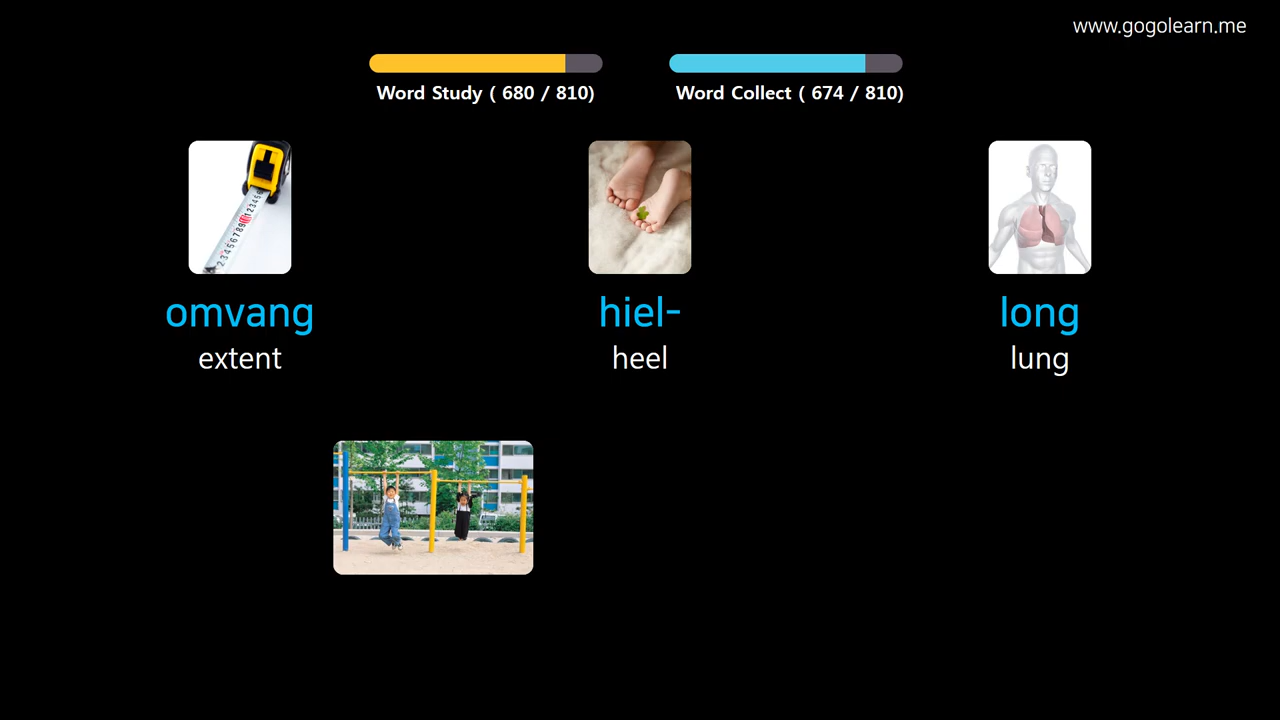 www.gogolearn.me
Word Study ( 680 / 810)
Word Collect ( 674 / 810)
omvang
extent
hiel-
heel
long
lung